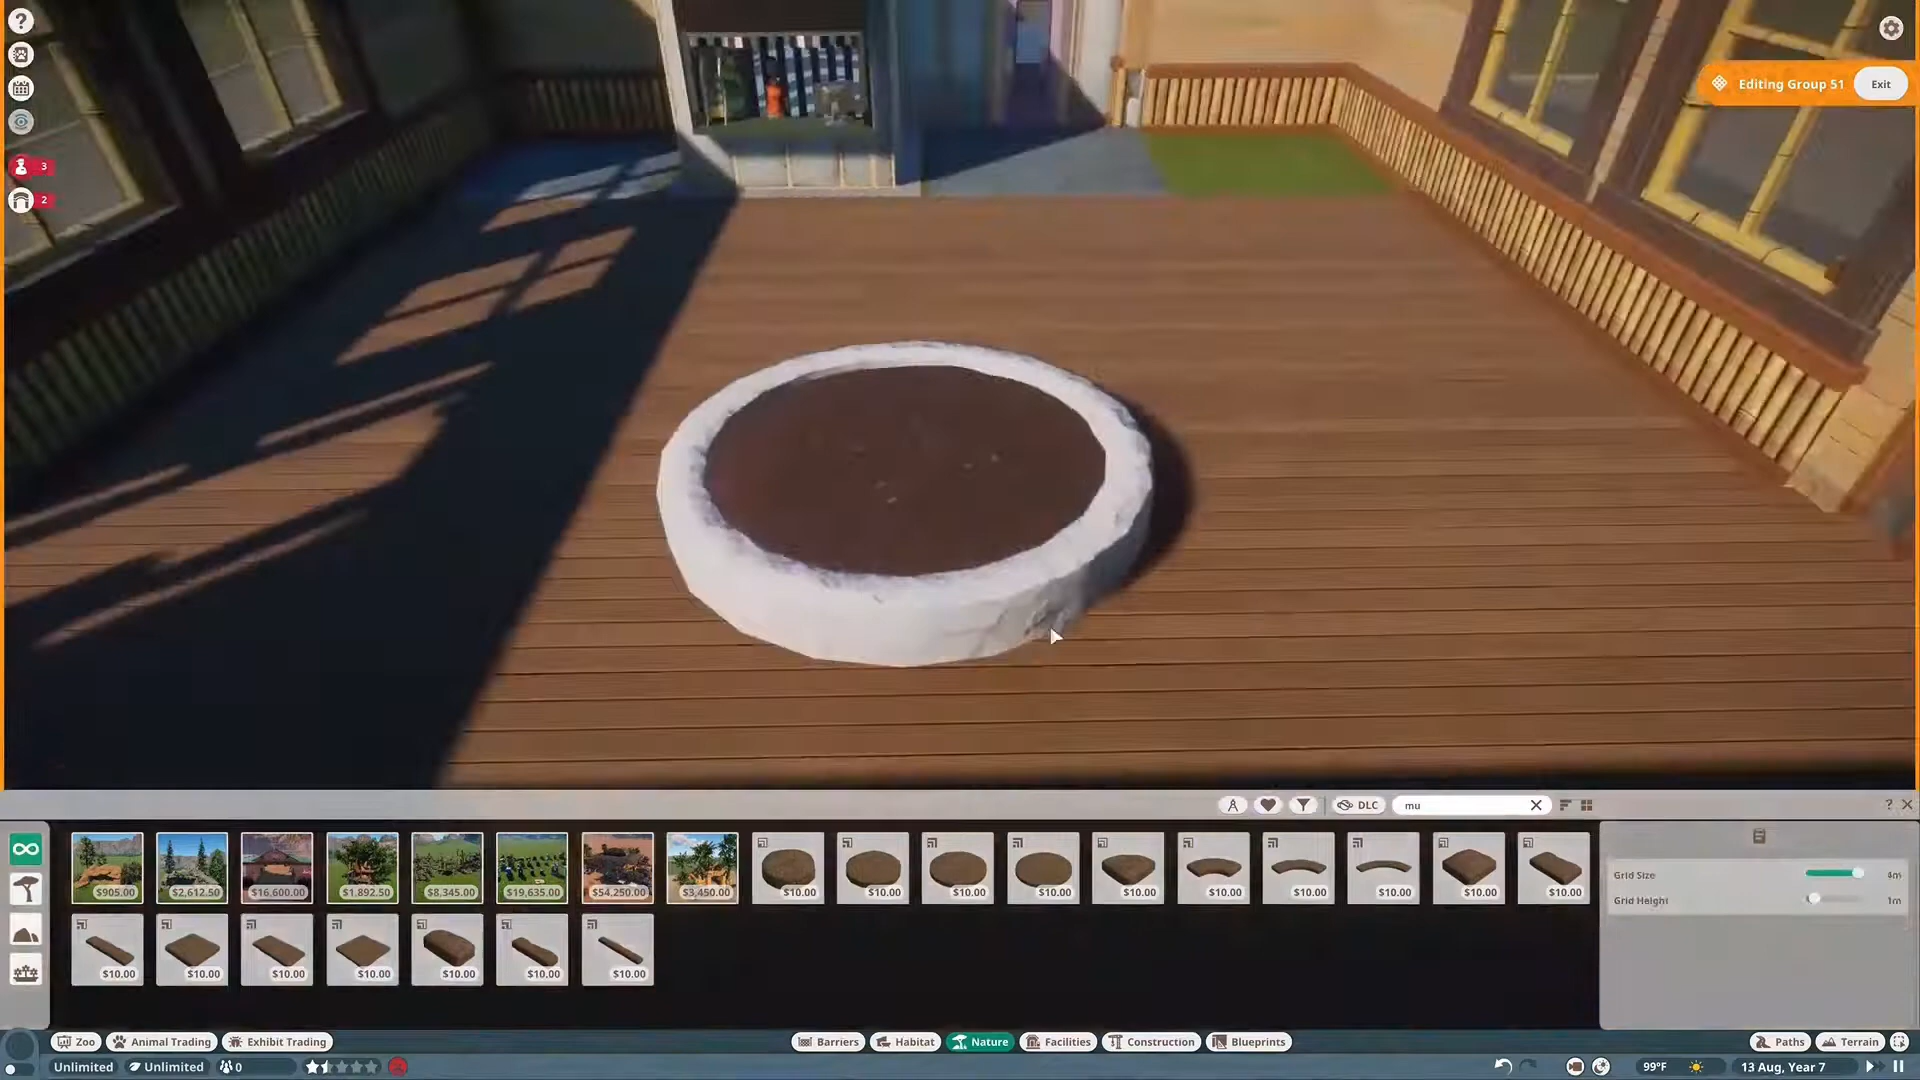 ?
3
2
Editing Group 51 Exit
DLC mu ?
$905.00 $2,612.50 $16,600.00 $1,892.50 $8,345.00 $19,635.00 $54,250.00 $3,450.00 $10.00 $10.00 $10.00 $10.00 $10.00 $10.00 $10.00 $10.00 $10.00 $10.00
$10.00 $10.00 $10.00 $10.00 $10.00 $10.00 $10.00
Grid Size 4m
Grid Height 1m
Zoo Animal Trading Exhibit Trading Barriers Habitat Nature Facilities Construction Blueprints Paths Terrain
Unlimited Unlimited 0 99°F 13 Aug, Year 7